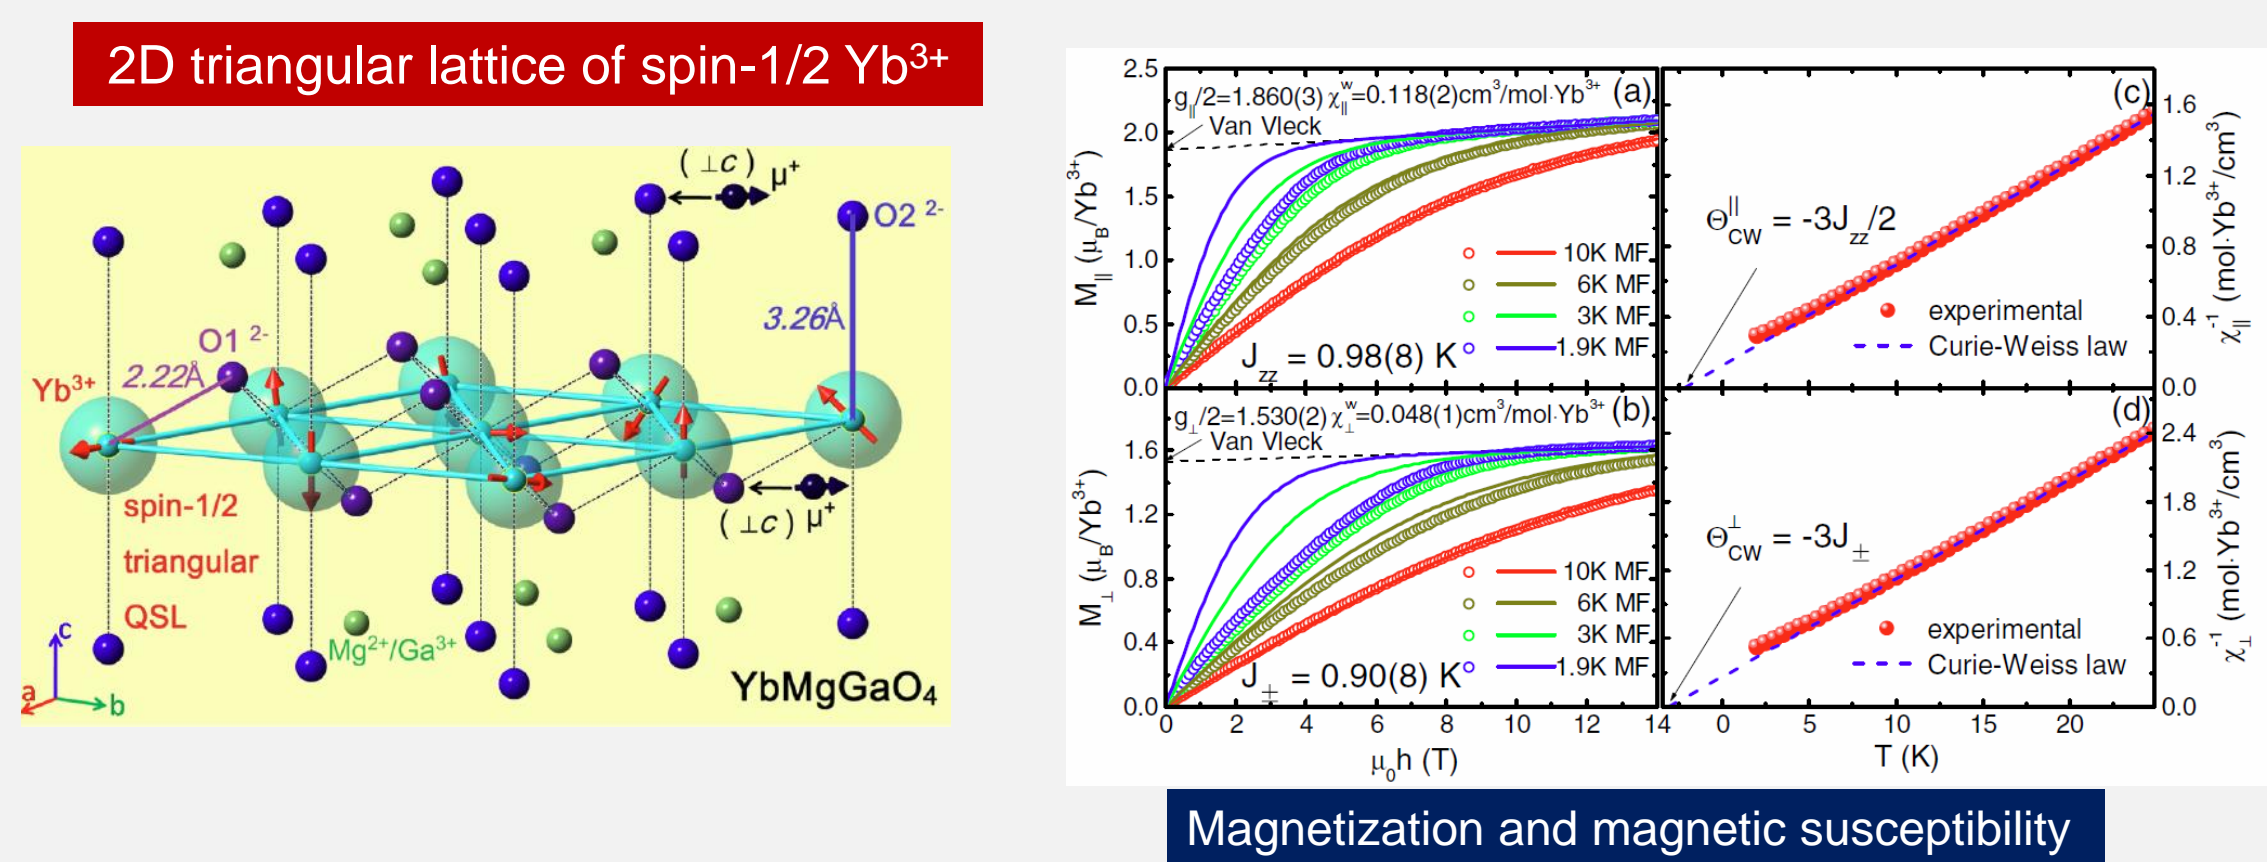 2D triangular lattice of spin-1/2 Yb³⁺
(⊥c) μ⁺
O2 ²⁻
O1 ²⁻
3.26Å
Yb³⁺ 2.22Å
(⊥c) μ⁺
spin-1/2
triangular
QSL
Mg²⁺/Ga³⁺
YbMgGaO₄
c
a
b
2.5
2.0
1.5
1.0
0.5
0.0
M∥ (μB/Yb³⁺)
g∥/2=1.860(3) χ∥ʷ=0.118(2)cm³/mol·Yb³⁺ (a)
Van Vleck
10K MF
6K MF
3K MF
1.9K MF
Jzz = 0.98(8) K
(c)
Θ∥CW = -3Jzz/2
experimental
Curie-Weiss law
1.6
1.2
0.8
0.4
0.0
χ∥⁻¹ (mol·Yb³⁺/cm³)
1.6
1.2
0.8
0.4
0.0
M⊥ (μB/Yb³⁺)
g⊥/2=1.530(2) χ⊥ʷ=0.048(1)cm³/mol·Yb³⁺ (b)
Van Vleck
10K MF
6K MF
3K MF
1.9K MF
J± = 0.90(8) K
0 2 4 6 8 10 12 14
μ₀h (T)
(d)
Θ⊥CW = -3J±
experimental
Curie-Weiss law
2.4
1.8
1.2
0.6
0.0
χ⊥⁻¹ (mol·Yb³⁺/cm³)
0 5 10 15 20
T (K)
Magnetization and magnetic susceptibility